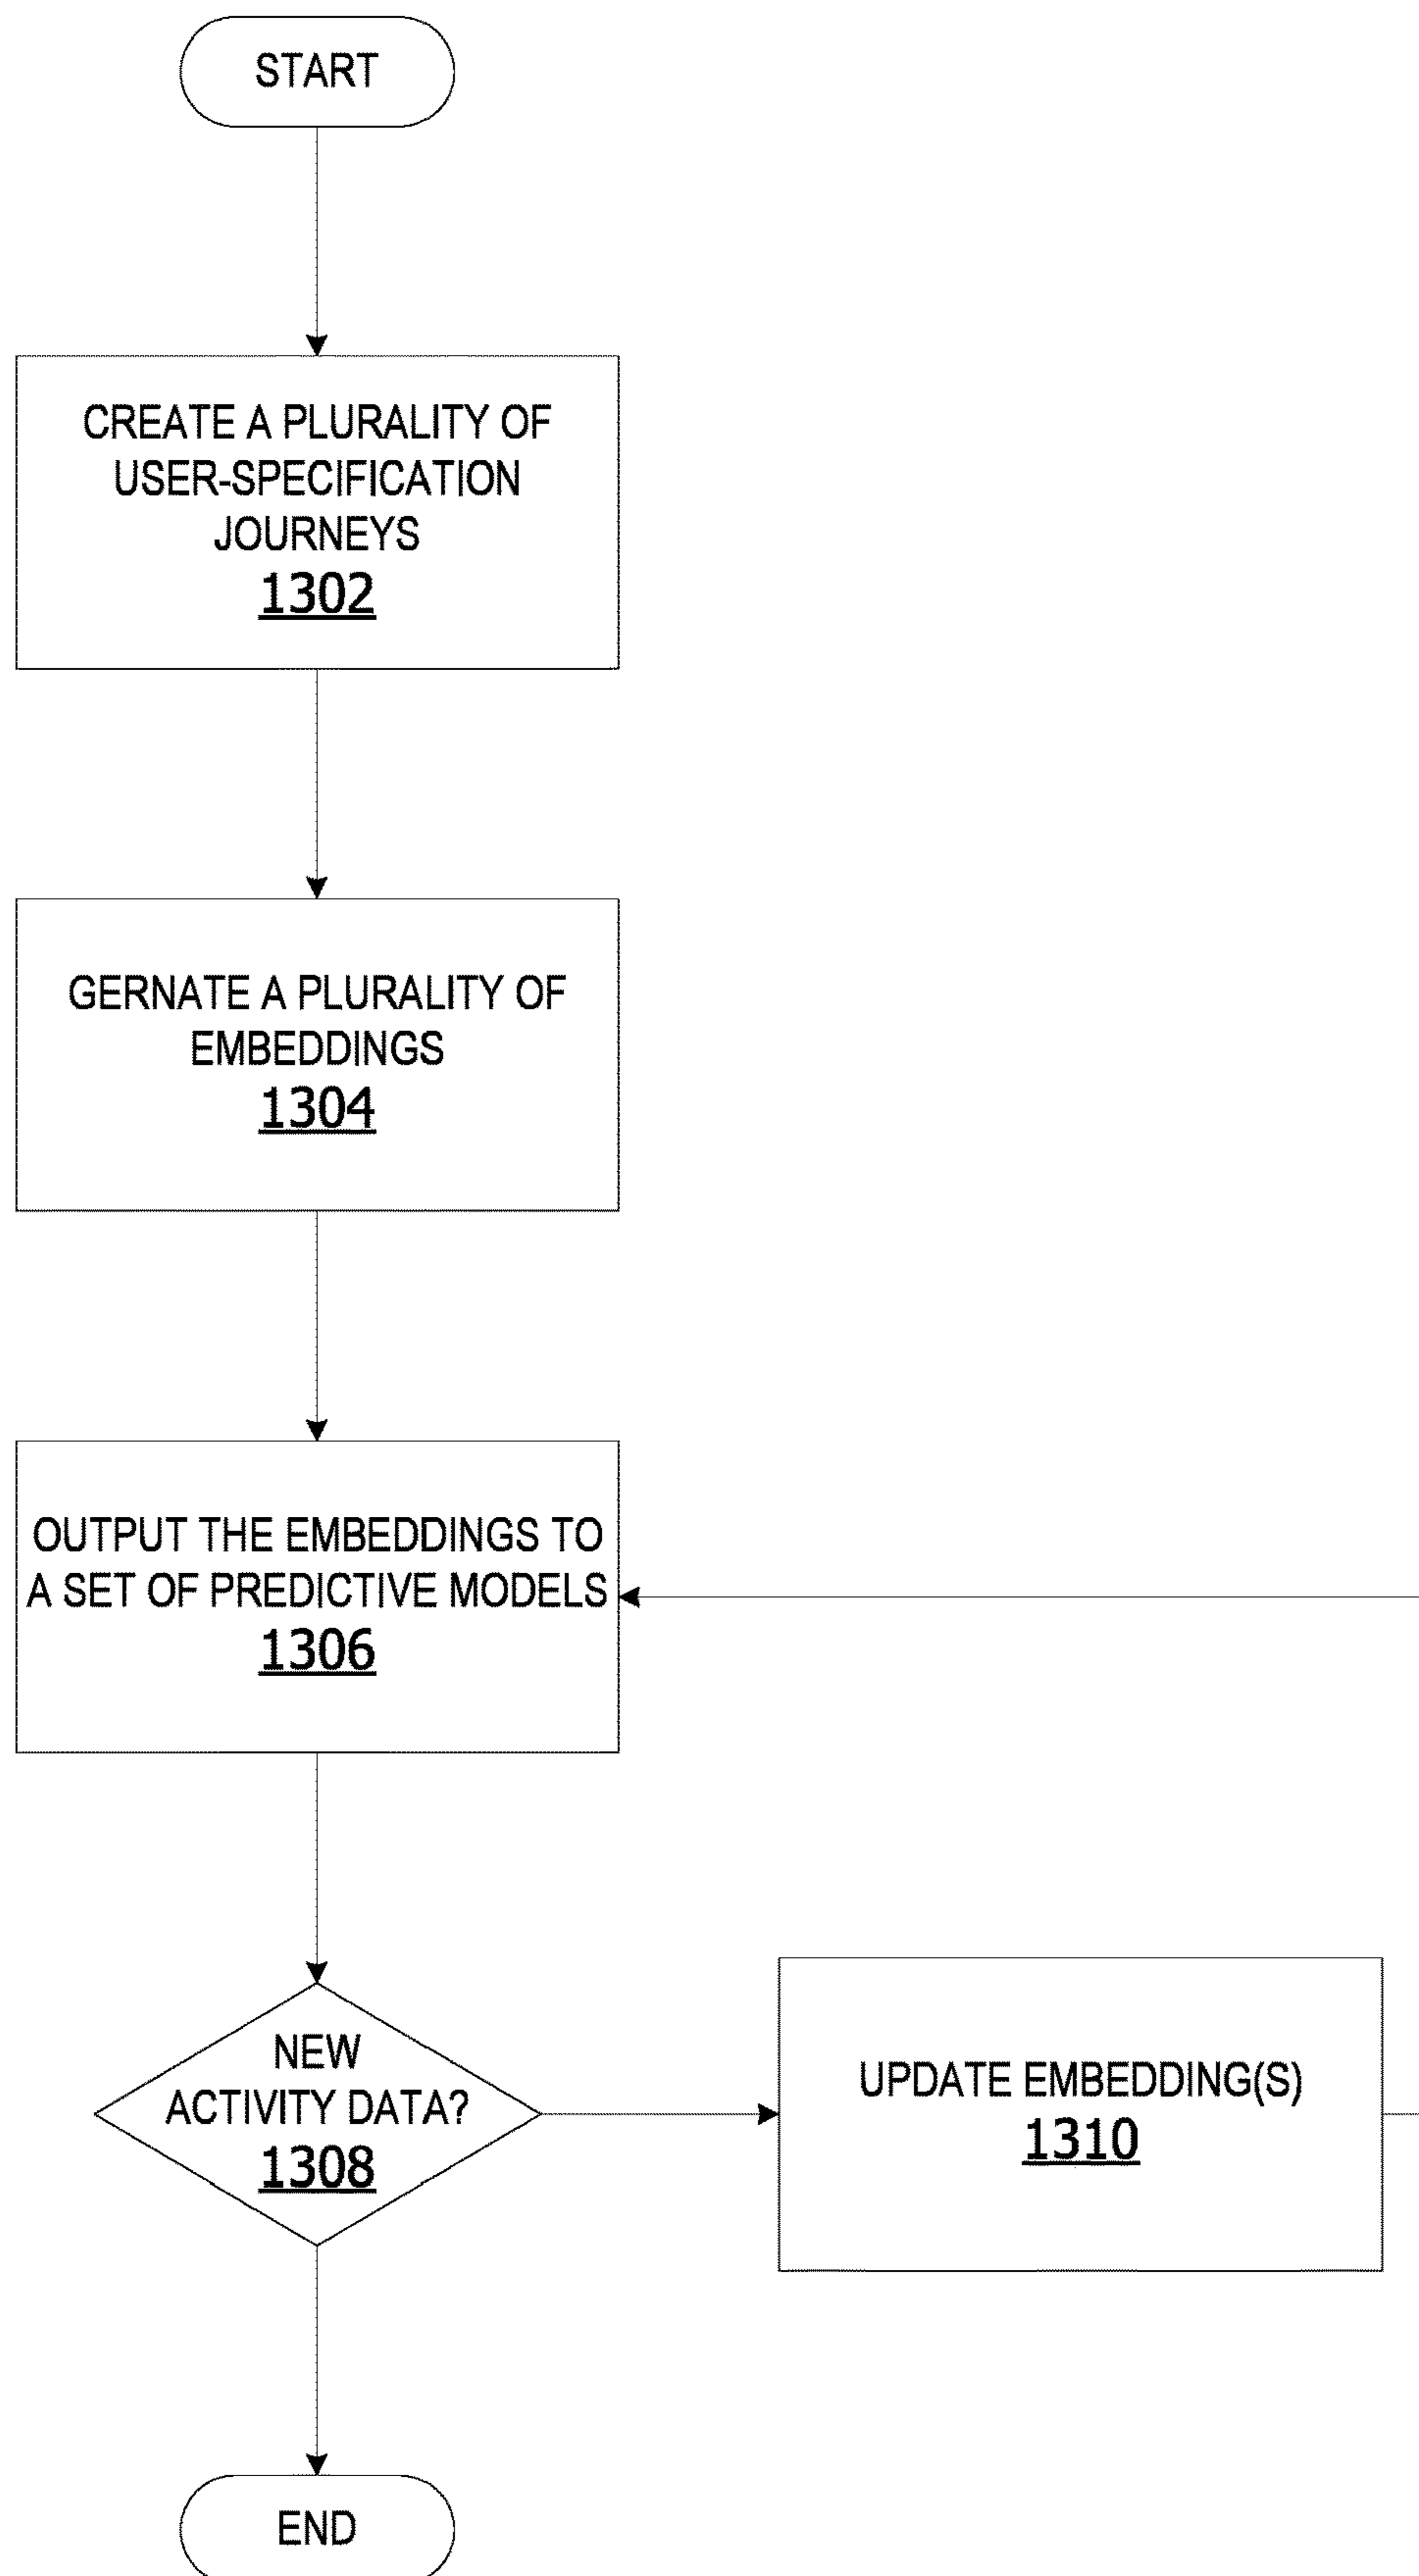 START
CREATE A PLURALITY OF
USER-SPECIFICATION
JOURNEYS
1302
GERNATE A PLURALITY OF
EMBEDDINGS
1304
OUTPUT THE EMBEDDINGS TO
A SET OF PREDICTIVE MODELS
1306
NEW
ACTIVITY DATA?
1308
UPDATE EMBEDDING(S)
1310
END